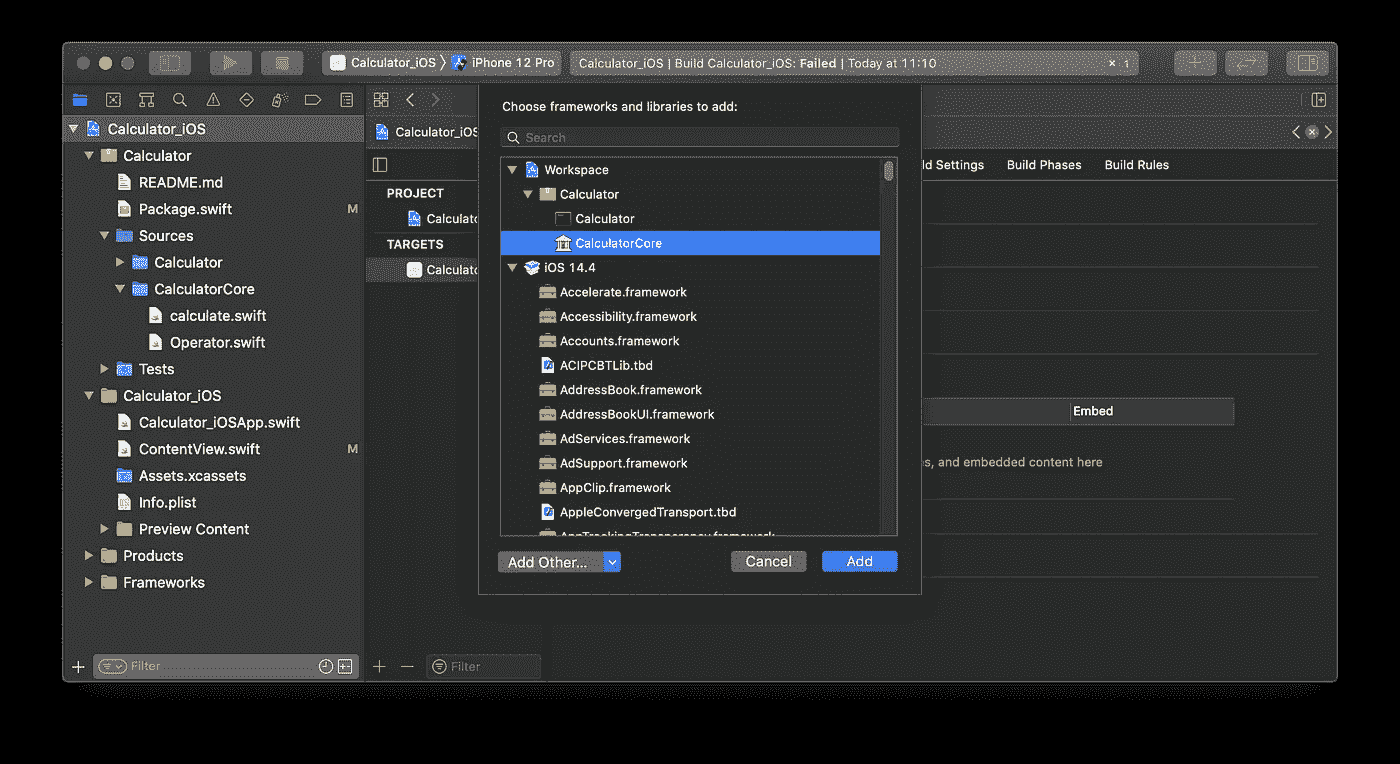 Calculator_iOS
iPhone 12 Pro
Calculator_iOS | Build Calculator_iOS: Failed | Today at 11:10
1
Calculator_iOS
Calculator
README.md
Package.swift M
Sources
Calculator
CalculatorCore
calculate.swift
Operator.swift
Tests
Calculator_iOS
Calculator_iOSApp.swift
ContentView.swift M
Assets.xcassets
Info.plist
Preview Content
Products
Frameworks
Filter
Calculator_iOS
PROJECT
Calculat
TARGETS
Calculat
Filter
Choose frameworks and libraries to add:
Search
Workspace
Calculator
Calculator
CalculatorCore
iOS 14.4
Accelerate.framework
Accessibility.framework
Accounts.framework
ACIPCBTLib.tbd
AddressBook.framework
AddressBookUI.framework
AdServices.framework
AdSupport.framework
AppClip.framework
AppleConvergedTransport.tbd
AppTrackingTransparency.framework
Add Other...
Cancel
Add
d Settings
Build Phases
Build Rules
Embed
s, and embedded content here